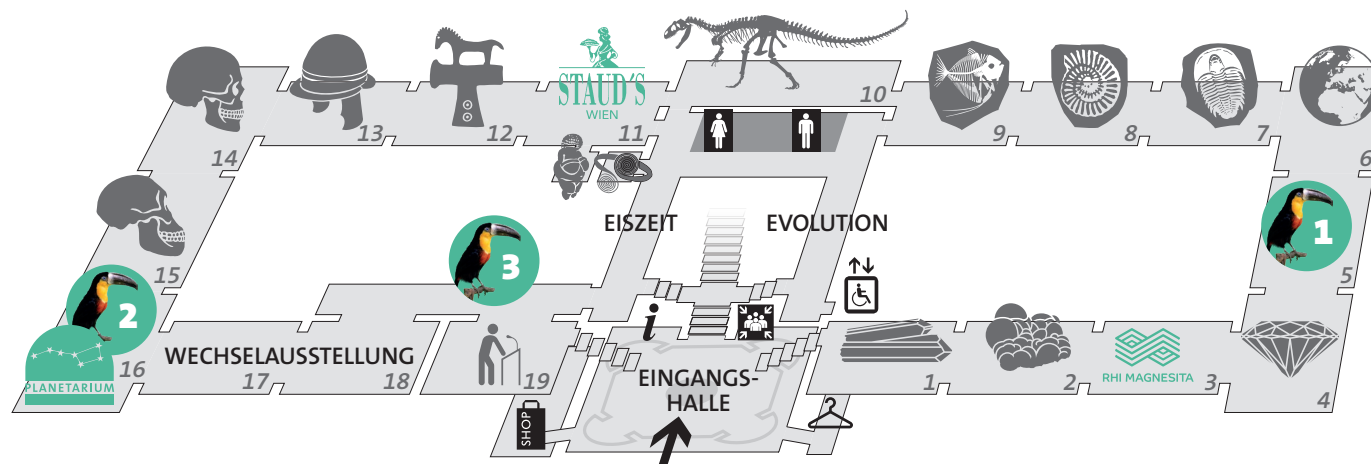 10
STAUD'S
WIEN
13
12
11
9
8
7
6
14
EISZEIT
EVOLUTION
1
3
15
5
2
i
PLANETARIUM
16
WECHSELAUSSTELLUNG
17
18
19
EINGANGS-
HALLE
1
2
RHI MAGNESITA
3
4
SHOP